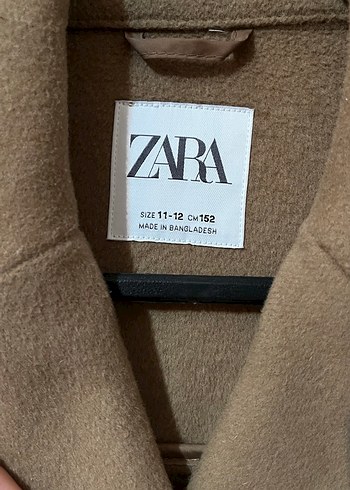 ZARA
SIZE 11-12 CM 152
MADE IN BANGLADESH